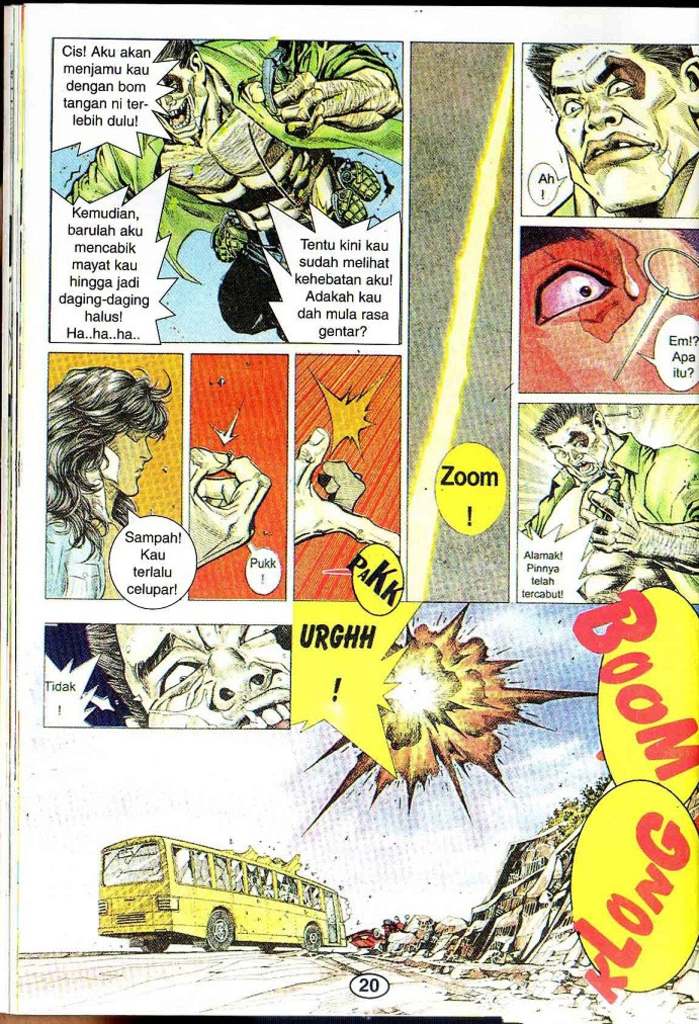 Cis! Aku akan
menjamu kau
dengan bom
tangan ni ter-
lebih dulu!
Kemudian,
barulah aku
mencabik
mayat kau
hingga jadi
daging-daging
halus!
Ha..ha..ha..
Tentu kini kau
sudah melihat
kehebatan aku!
Adakah kau
dah mula rasa
gentar?
Sampah!
Kau
terlalu
celupar!
Pukk
!
PAKK
Zoom
!
Ah
!
Em!?
Apa
itu?
Alamak!
Pinnya
telah
tercabut!
Tidak
!
URGHH
!
BOOM
KLONG
20